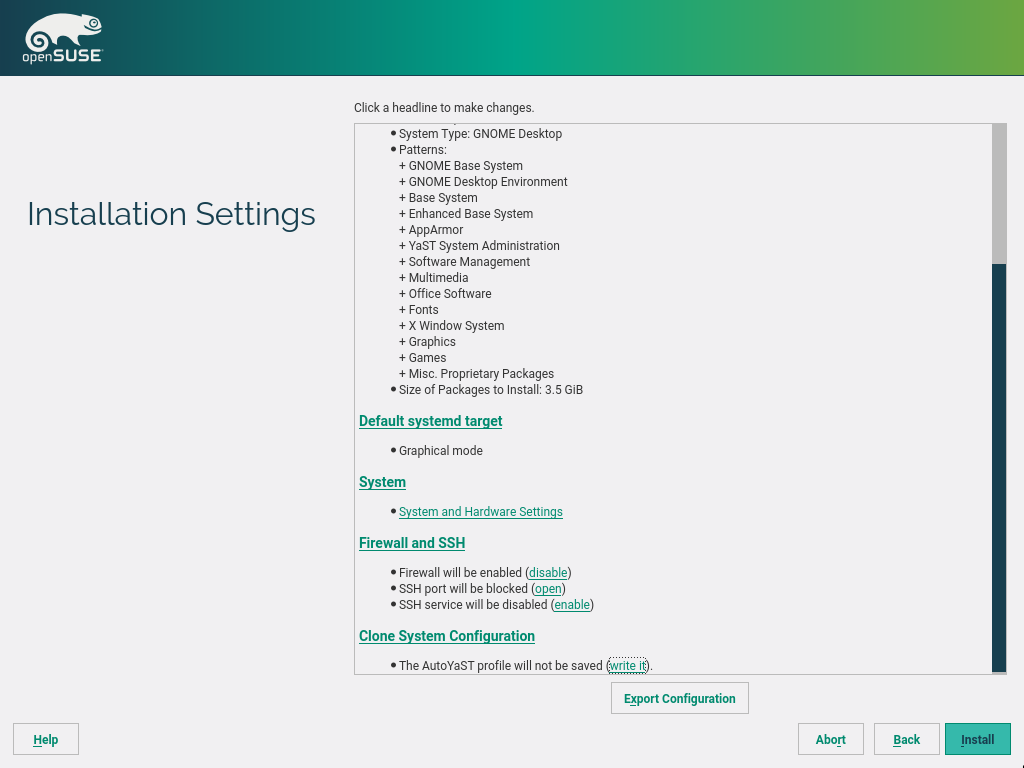 openSUSE
Click a headline to make changes.
Installation Settings
• System Type: GNOME Desktop
• Patterns:
+ GNOME Base System
+ GNOME Desktop Environment
+ Base System
+ Enhanced Base System
+ AppArmor
+ YaST System Administration
+ Software Management
+ Multimedia
+ Office Software
+ Fonts
+ X Window System
+ Graphics
+ Games
+ Misc. Proprietary Packages
• Size of Packages to Install: 3.5 GiB
Default systemd target
• Graphical mode
System
• System and Hardware Settings
Firewall and SSH
• Firewall will be enabled (disable)
• SSH port will be blocked (open)
• SSH service will be disabled (enable)
Clone System Configuration
• The AutoYaST profile will not be saved (write it).
Export Configuration
Help
Abort
Back
Install